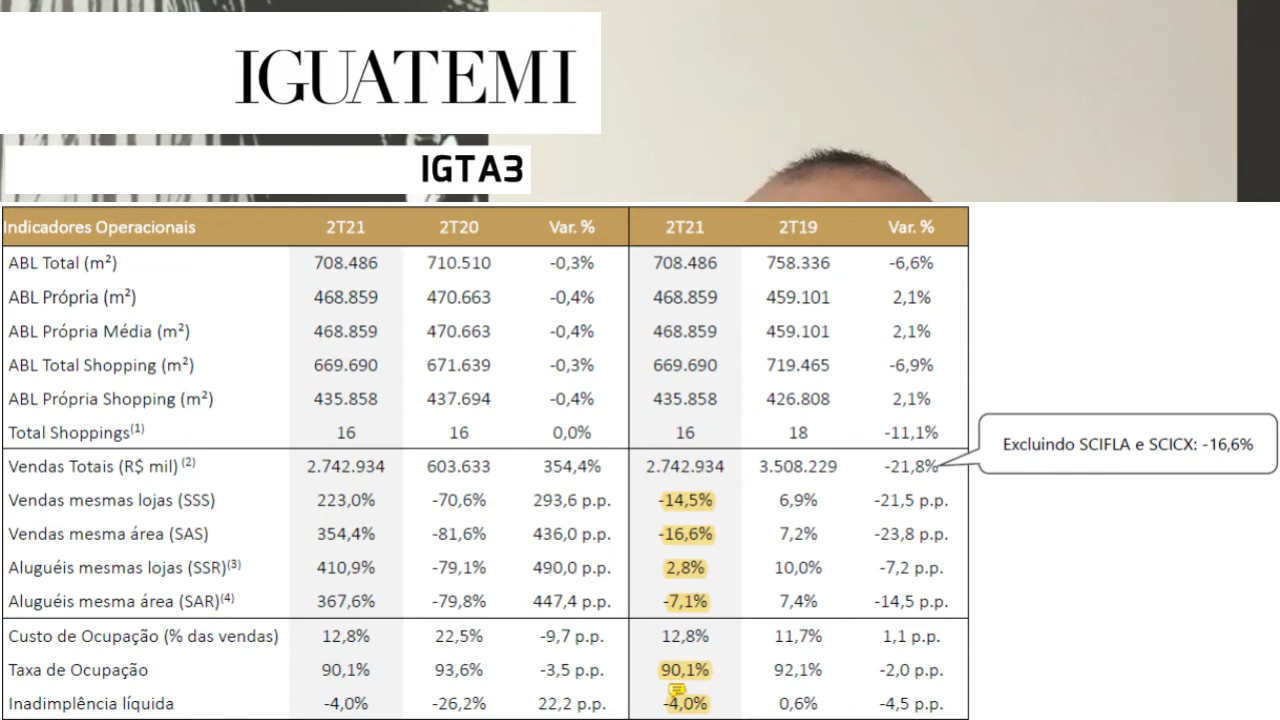 IGUATEMI
IGTA3
Indicadores Operacionais 2T21 2T20 Var. % 2T21 2T19 Var. %
ABL Total (m²) 708.486 710.510 -0,3% 708.486 758.336 -6,6%
ABL Própria (m²) 468.859 470.663 -0,4% 468.859 459.101 2,1%
ABL Própria Média (m²) 468.859 470.663 -0,4% 468.859 459.101 2,1%
ABL Total Shopping (m²) 669.690 671.639 -0,3% 669.690 719.465 -6,9%
ABL Própria Shopping (m²) 435.858 437.694 -0,4% 435.858 426.808 2,1%
Total Shoppings(1) 16 16 0,0% 16 18 -11,1%
Vendas Totais (R$ mil) (2) 2.742.934 603.633 354,4% 2.742.934 3.508.229 -21,8%
Excluindo SCIFLA e SCICX: -16,6%
Vendas mesmas lojas (SSS) 223,0% -70,6% 293,6 p.p. -14,5% 6,9% -21,5 p.p.
Vendas mesma área (SAS) 354,4% -81,6% 436,0 p.p. -16,6% 7,2% -23,8 p.p.
Aluguéis mesmas lojas (SSR)(3) 410,9% -79,1% 490,0 p.p. 2,8% 10,0% -7,2 p.p.
Aluguéis mesma área (SAR)(4) 367,6% -79,8% 447,4 p.p. -7,1% 7,4% -14,5 p.p.
Custo de Ocupação (% das vendas) 12,8% 22,5% -9,7 p.p. 12,8% 11,7% 1,1 p.p.
Taxa de Ocupação 90,1% 93,6% -3,5 p.p. 90,1% 92,1% -2,0 p.p.
Inadimplência líquida -4,0% -26,2% 22,2 p.p. -4,0% 0,6% -4,5 p.p.